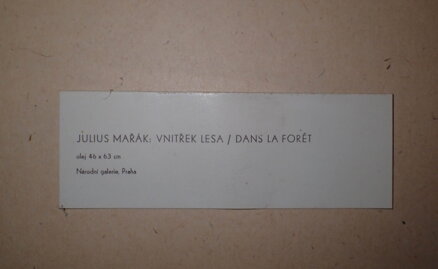 JULIUS MAŘÁK: VNITŘEK LESA / DANS LA FORÊT
olej 46 x 63 cm
Národní galerie, Praha